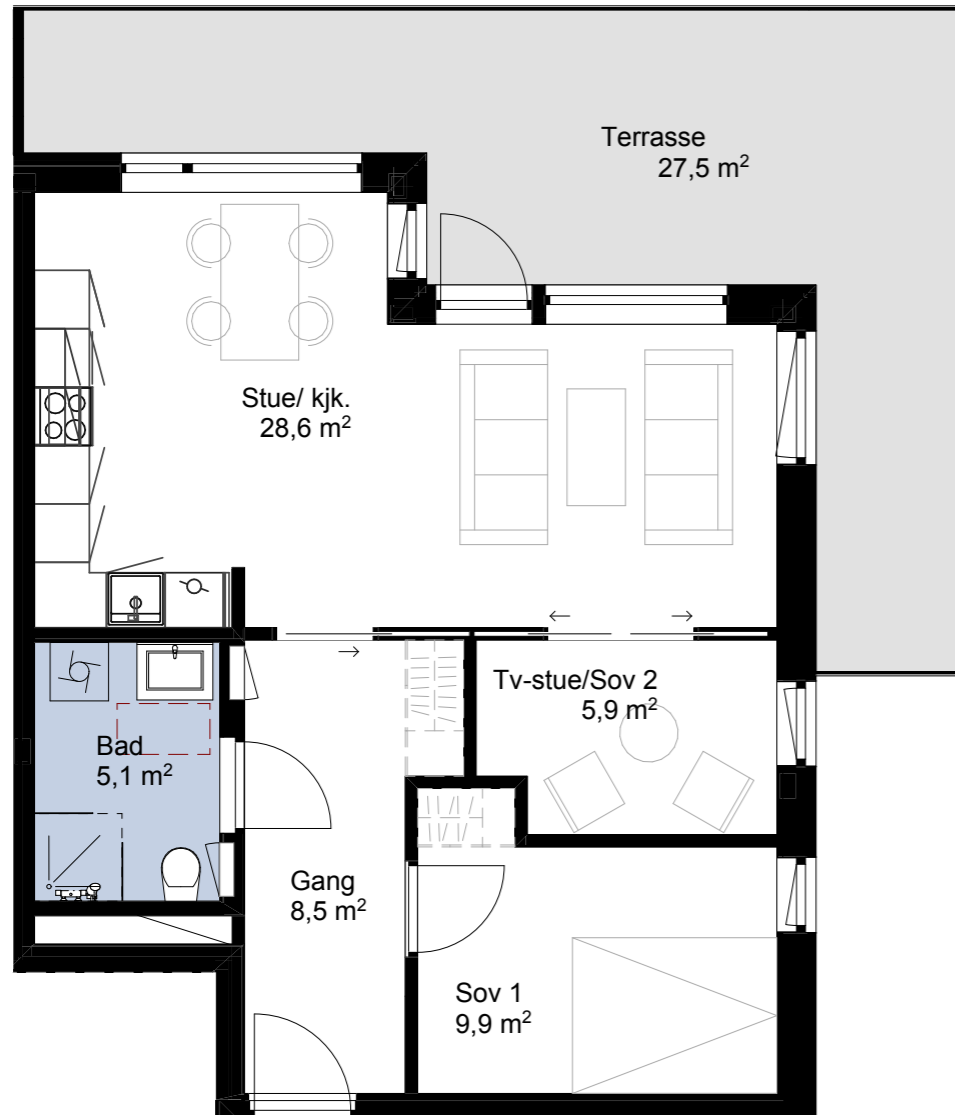 Terrasse
27,5 m²
Stue/ kjk.
28,6 m²
Tv-stue/Sov 2
5,9 m²
Bad
5,1 m²
Gang
8,5 m²
Sov 1
9,9 m²